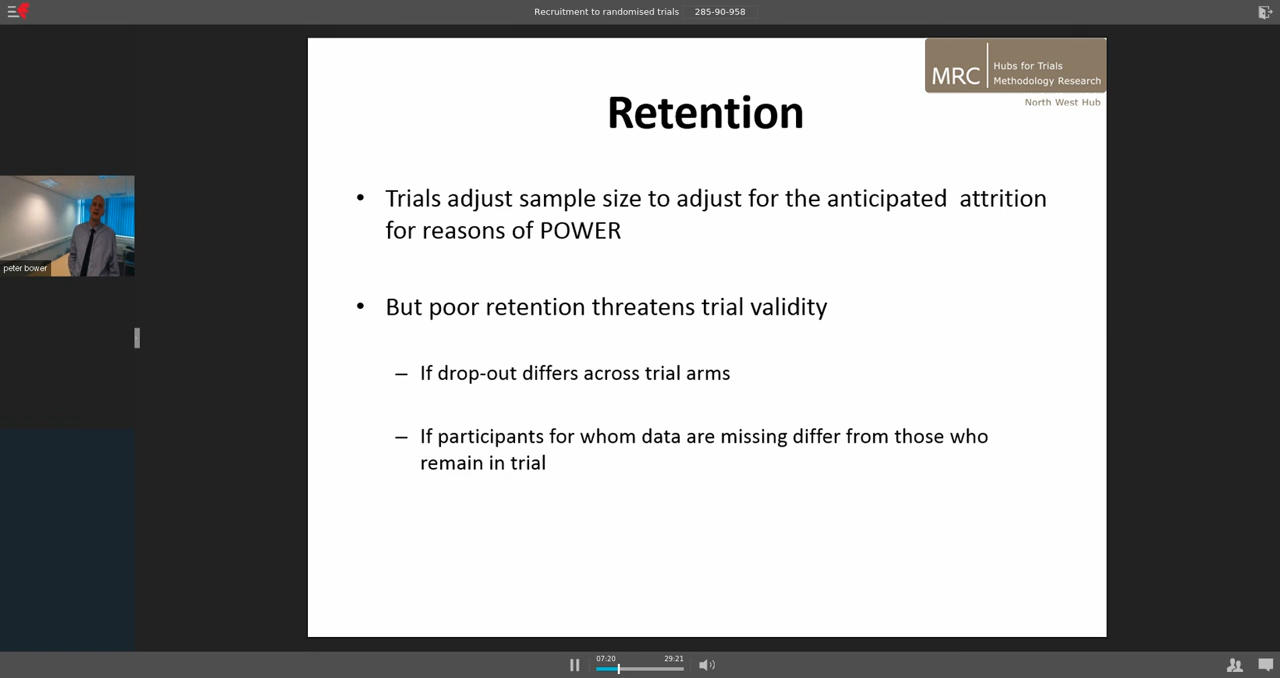 Recruitment to randomised trials 285-90-958
MRC
Hubs for Trials
Methodology Research
North West Hub
Retention
• Trials adjust sample size to adjust for the anticipated attrition
for reasons of POWER
• But poor retention threatens trial validity
– If drop-out differs across trial arms
– If participants for whom data are missing differ from those who
remain in trial
peter bower
07:20 29:21